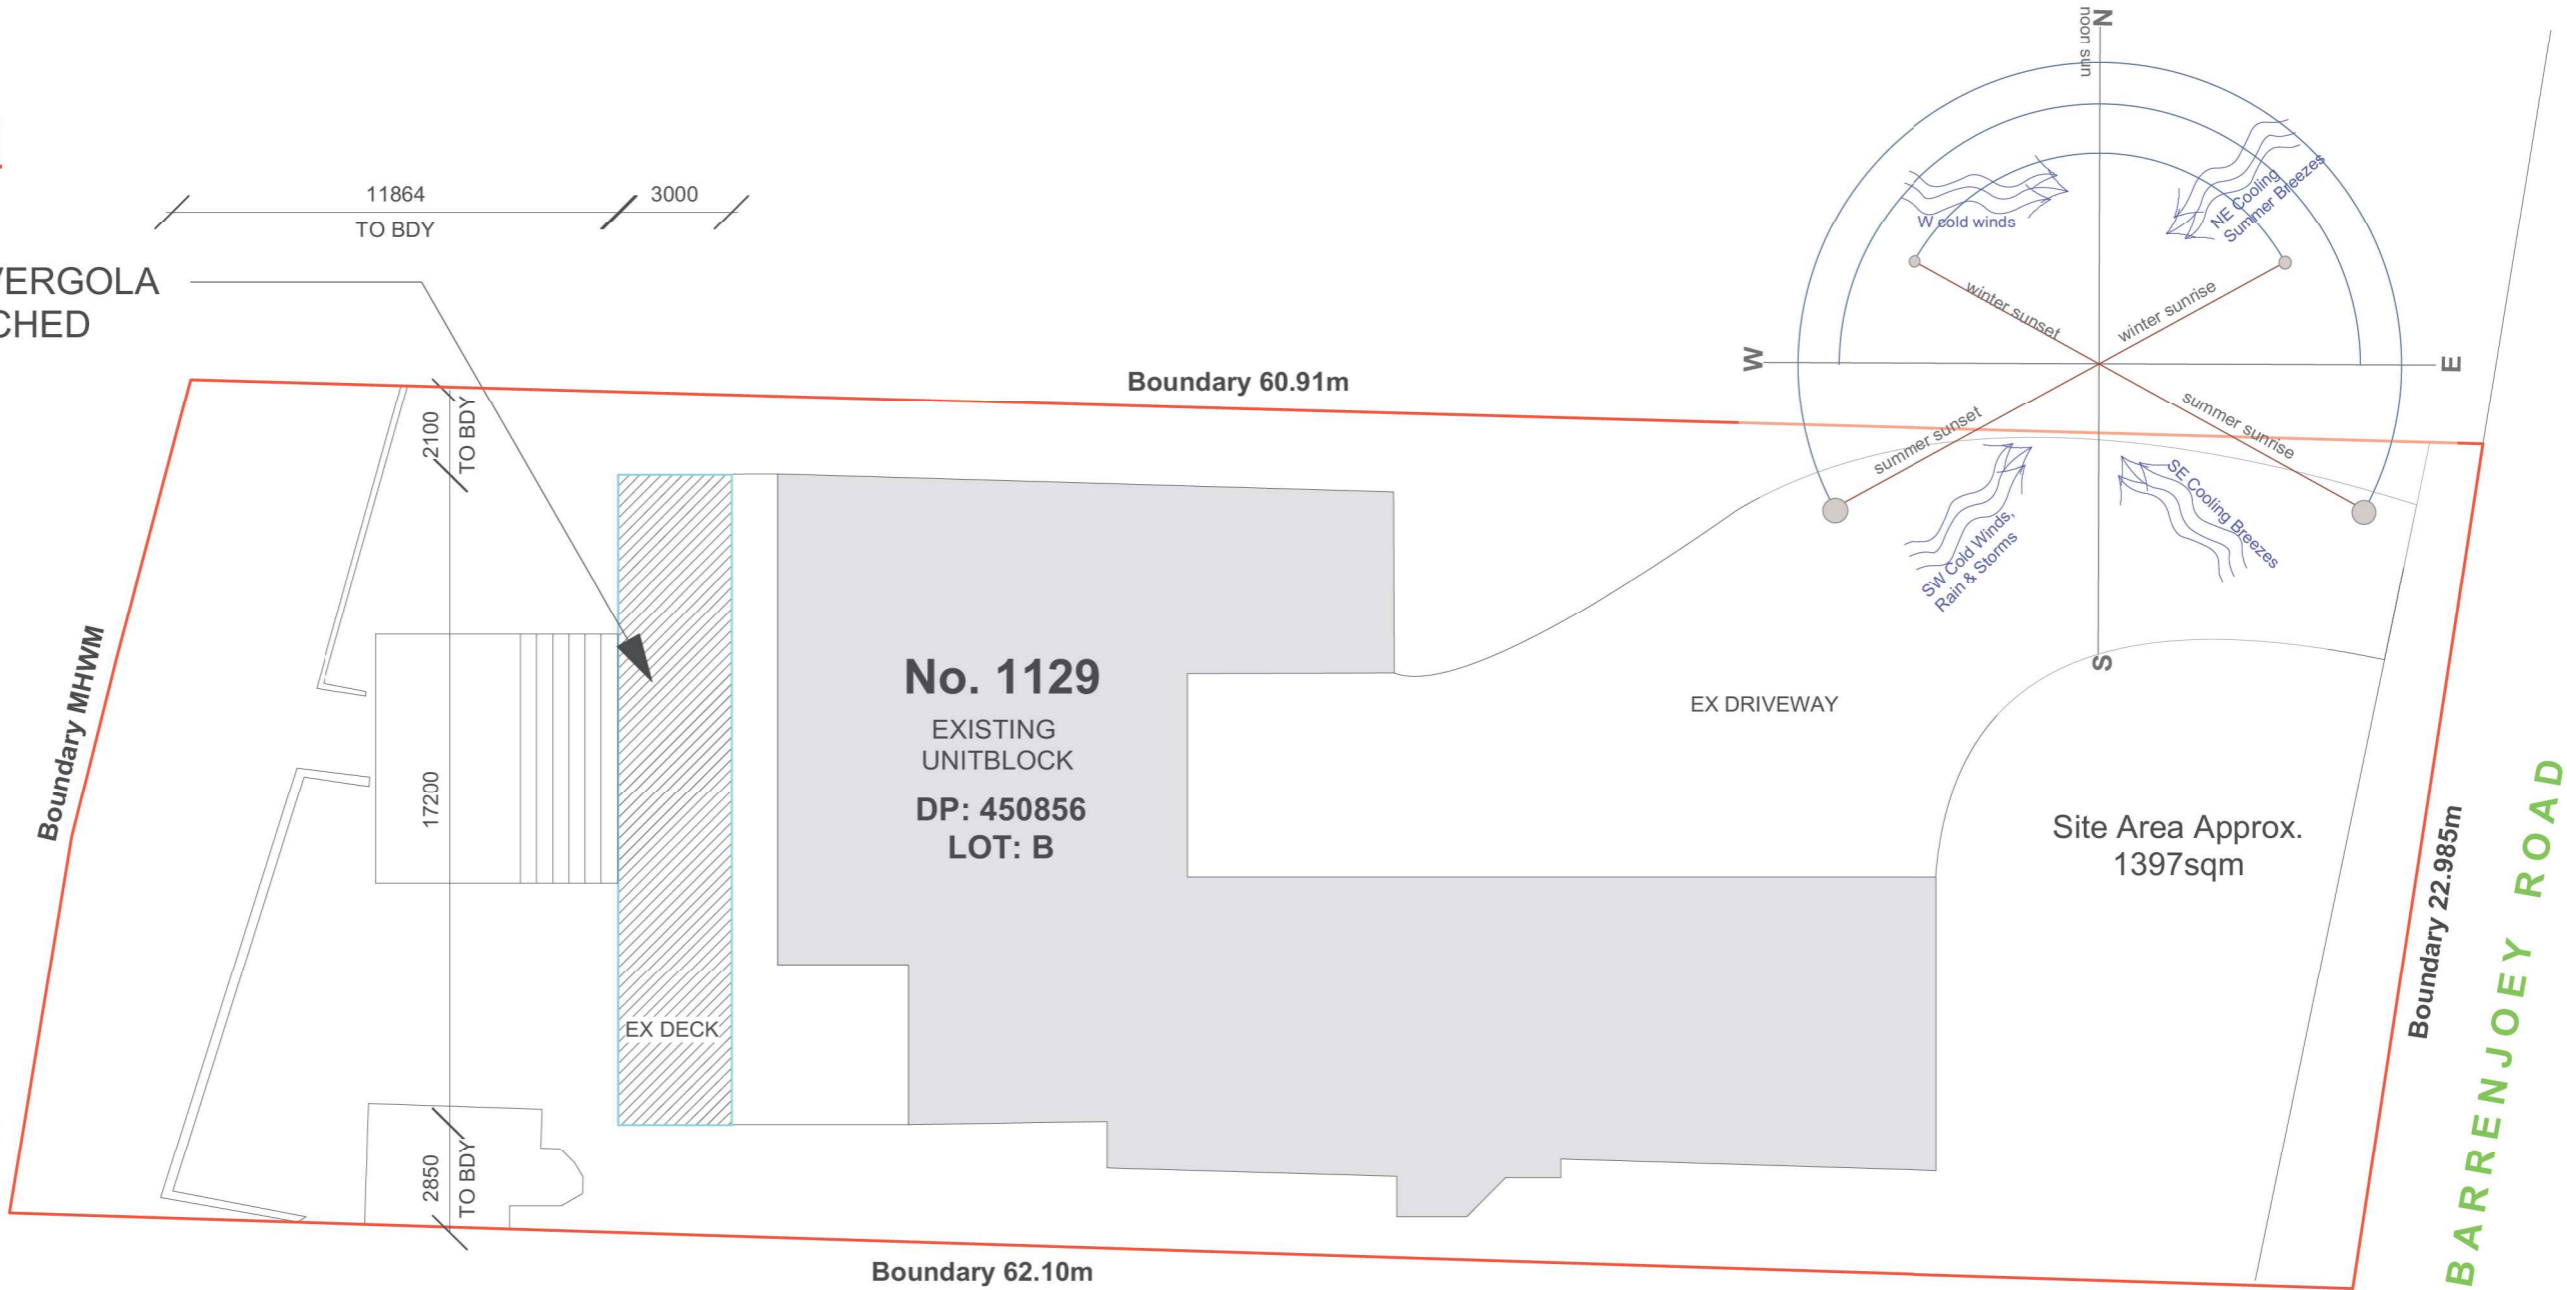 N
noon sun
11864
TO BDY
3000
NE Cooling
Summer Breezes
W cold winds
VERGOLA
CHED
winter sunset
winter sunrise
W
E
Boundary 60.91m
2100
TO BDY
summer sunset
summer sunrise
SW Cold Winds,
Rain & Storms
SE Cooling Breezes
S
No. 1129
EXISTING
UNITBLOCK
DP: 450856
LOT: B
EX DRIVEWAY
Boundary MHWM
17200
Site Area Approx.
1397sqm
Boundary 22.985m
BARRENJOEY ROAD
EX DECK
2850
TO BDY
Boundary 62.10m